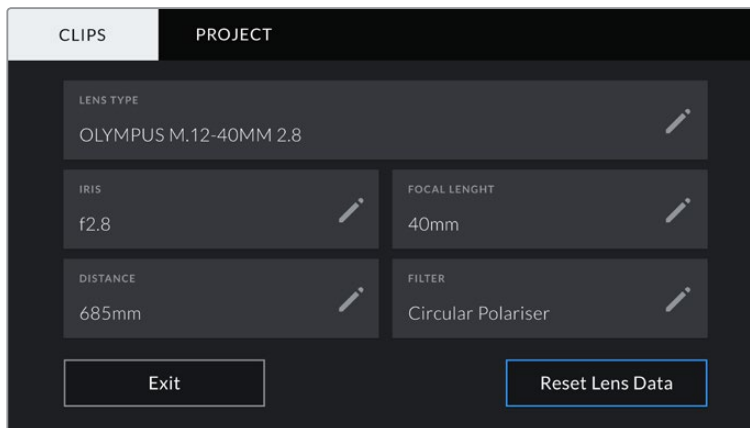 CLIPS PROJECT
LENS TYPE
OLYMPUS M.12-40MM 2.8
IRIS
f2.8
FOCAL LENGHT
40mm
DISTANCE
685mm
FILTER
Circular Polariser
Exit
Reset Lens Data